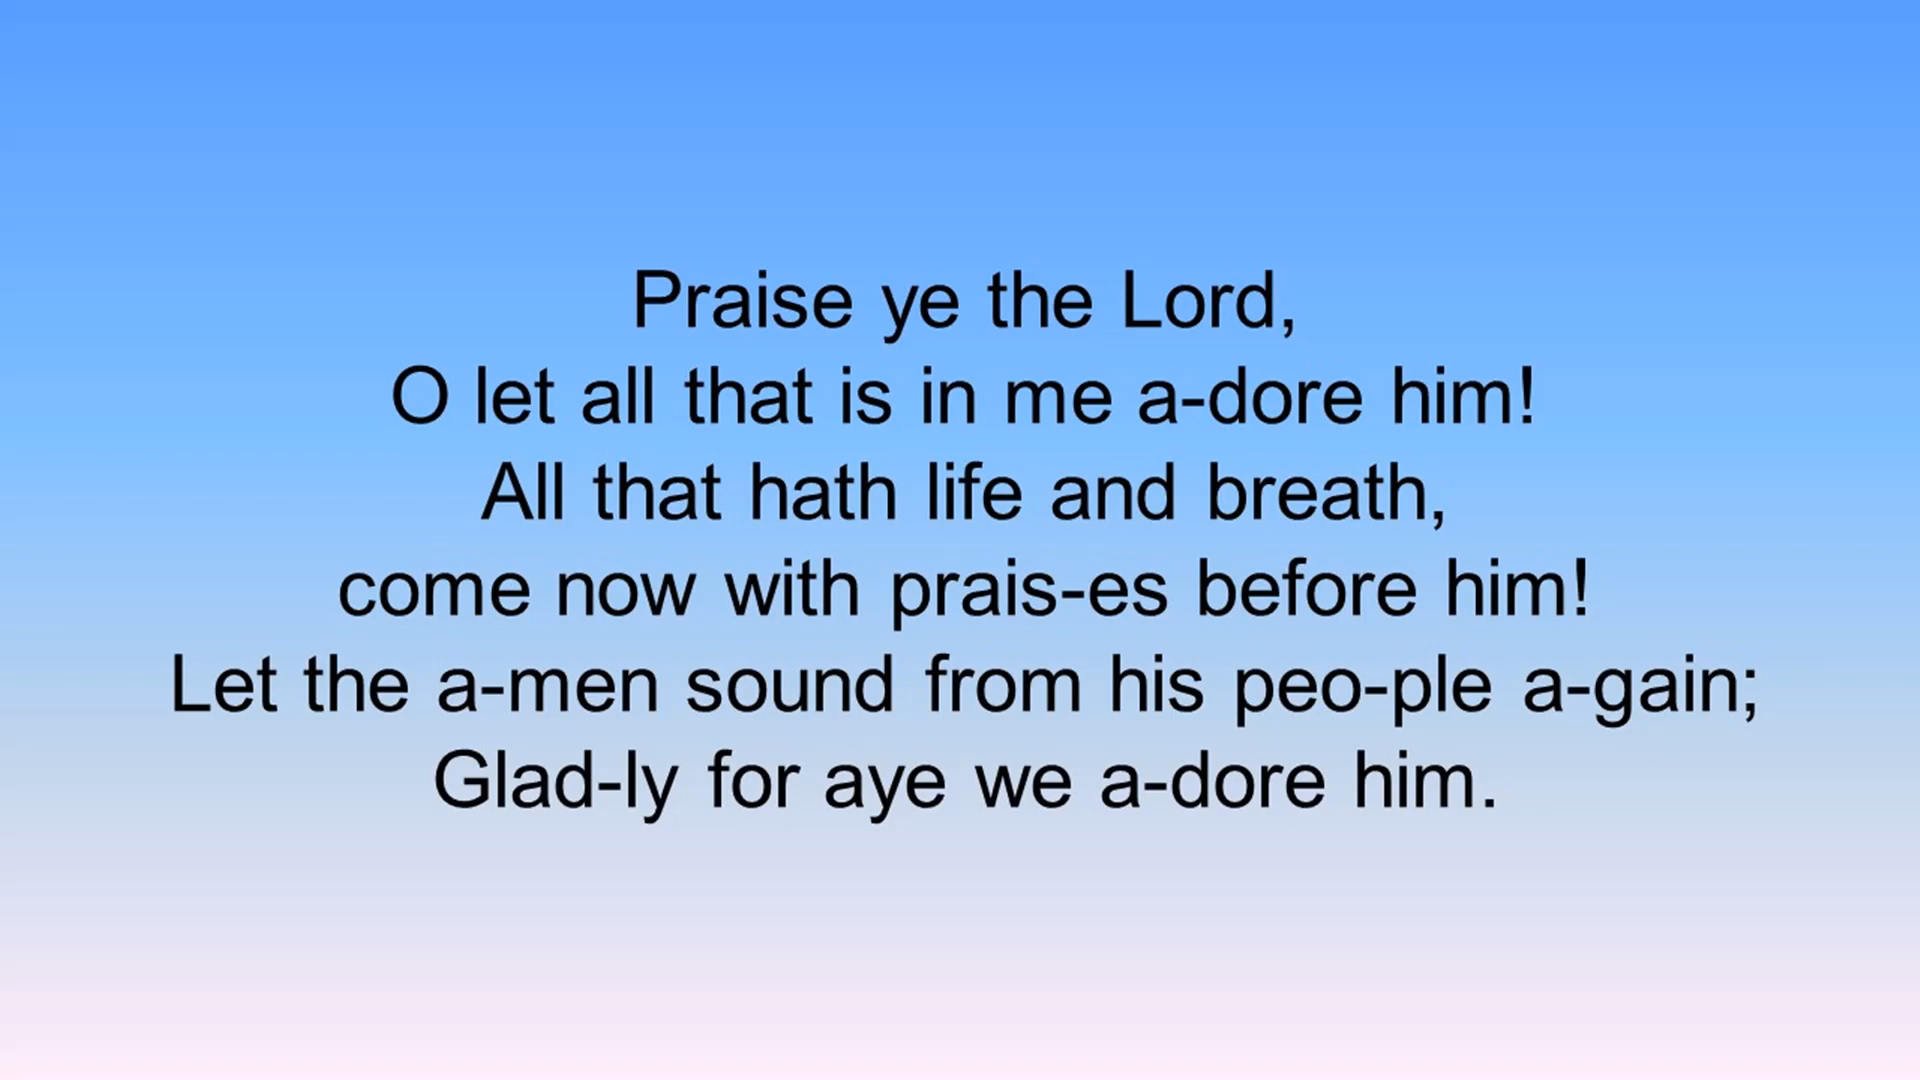 Praise ye the Lord,
O let all that is in me a-dore him!
All that hath life and breath,
come now with prais-es before him!
Let the a-men sound from his peo-ple a-gain;
Glad-ly for aye we a-dore him.